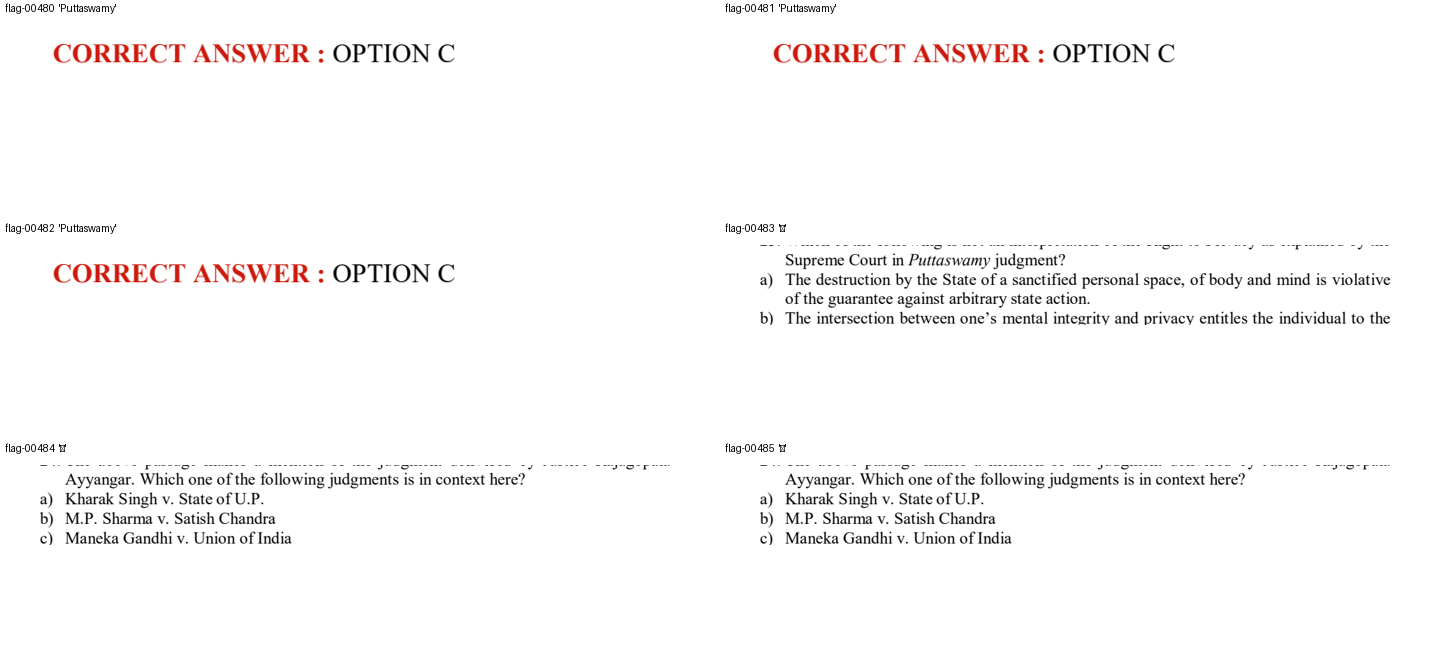 flag-00480 'Puttaswamy'
flag-00481 'Puttaswamy'
CORRECT ANSWER : OPTION C
CORRECT ANSWER : OPTION C
flag-00482 'Puttaswamy'
flag-00483
CORRECT ANSWER : OPTION C
Supreme Court in Puttaswamy judgment?
a) The destruction by the State of a sanctified personal space, of body and mind is violative
of the guarantee against arbitrary state action.
b) The intersection between one's mental integrity and privacy entitles the individual to the
flag-00484
flag-00485
Ayyangar. Which one of the following judgments is in context here?
a) Kharak Singh v. State of U.P.
b) M.P. Sharma v. Satish Chandra
c) Maneka Gandhi v. Union of India
Ayyangar. Which one of the following judgments is in context here?
a) Kharak Singh v. State of U.P.
b) M.P. Sharma v. Satish Chandra
c) Maneka Gandhi v. Union of India